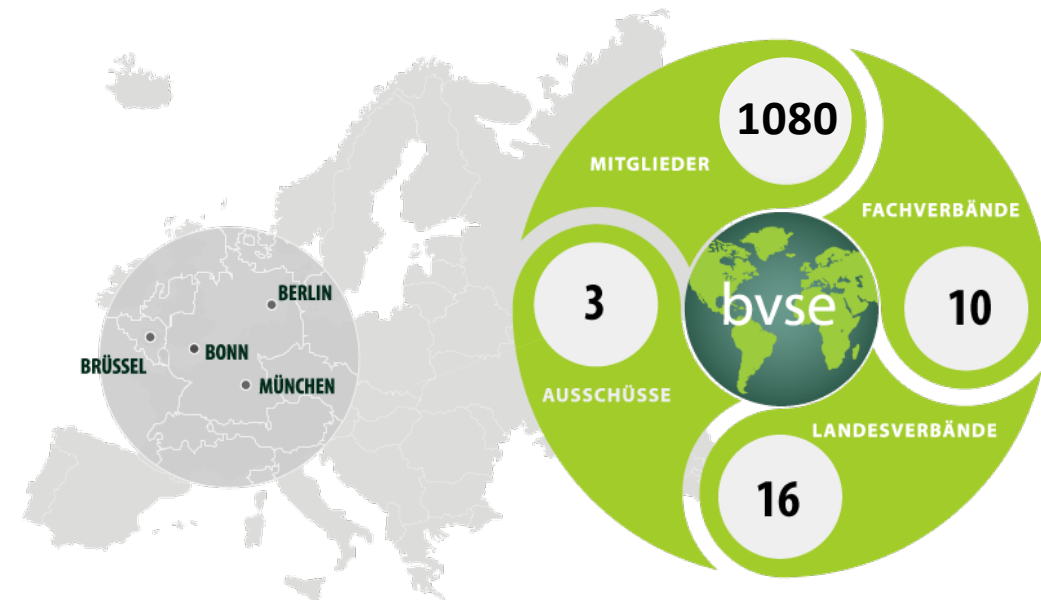 BERLIN
BRÜSSEL
BONN
MÜNCHEN
1080
MITGLIEDER
FACHVERBÄNDE
10
3
AUSSCHÜSSE
bvse
LANDESVERBÄNDE
16